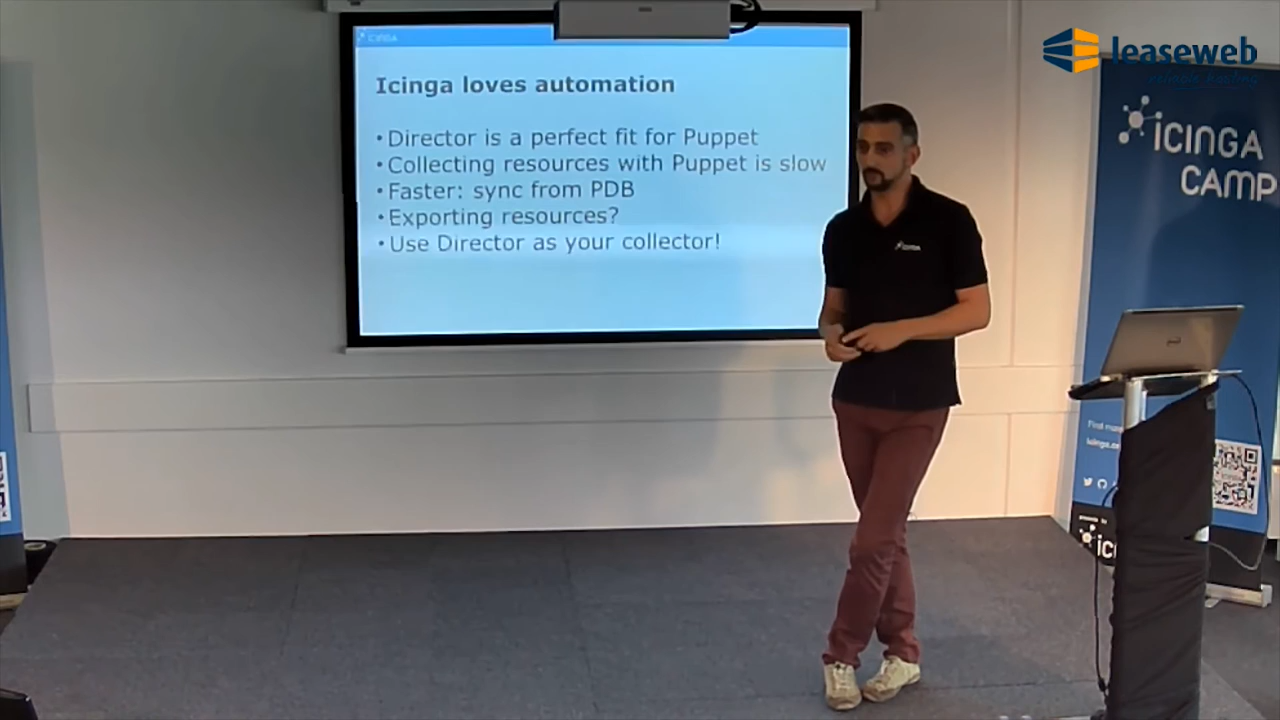 ICINGA
Icinga loves automation
• Director is a perfect fit for Puppet
• Collecting resources with Puppet is slow
• Faster: sync from PDB
• Exporting resources?
• Use Director as your collector!
leaseweb
ICINGA
CAMP